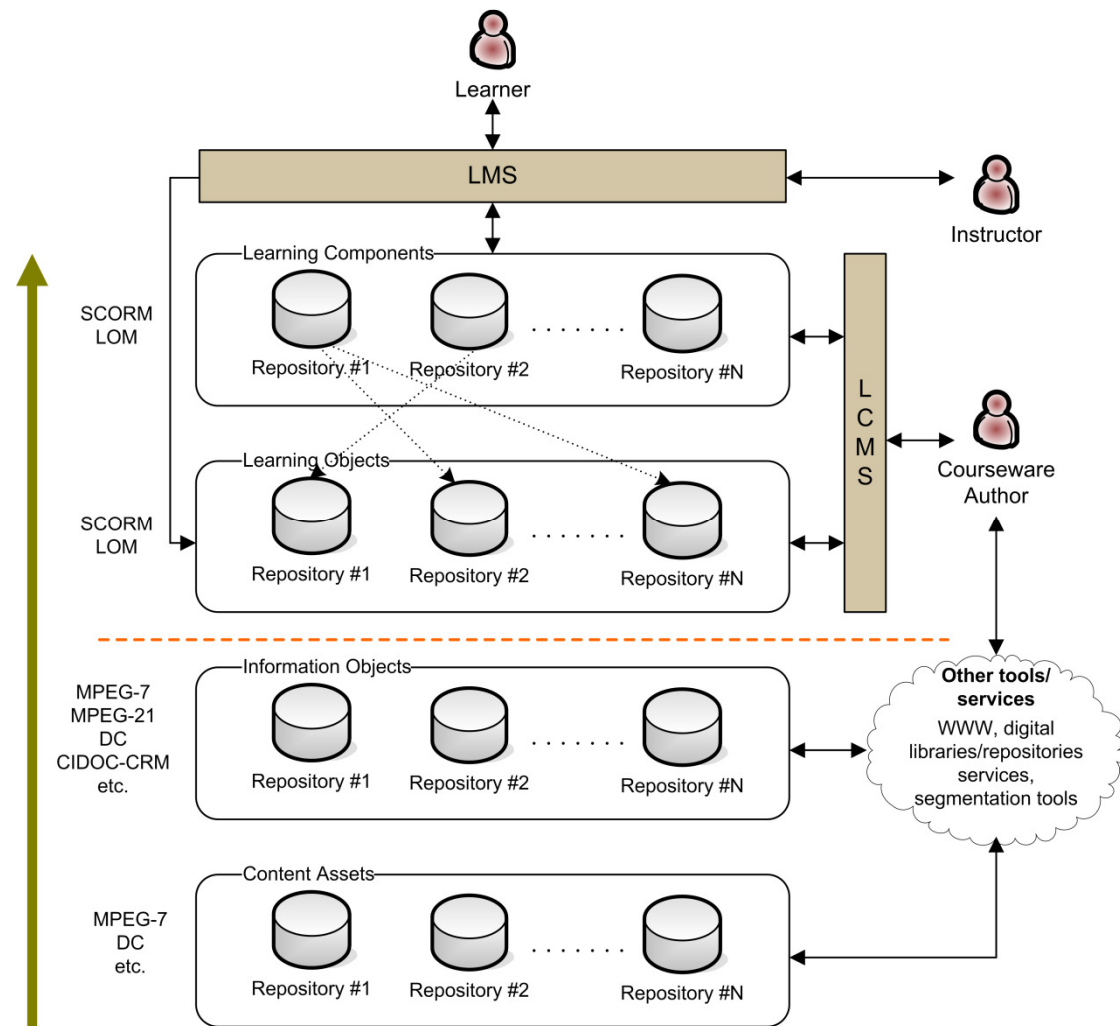 Learner
LMS
Instructor
Learning Components
SCORM
LOM
Repository #1
Repository #2
. . . . . . .
Repository #N
L
C
M
S
Courseware
Author
Learning Objects
SCORM
LOM
Repository #1
Repository #2
. . . . . . .
Repository #N
Information Objects
MPEG-7
MPEG-21
DC
CIDOC-CRM
etc.
Repository #1
Repository #2
. . . . . . .
Repository #N
Other tools/
services
WWW, digital
libraries/repositories
services,
segmentation tools
Content Assets
MPEG-7
DC
etc.
Repository #1
Repository #2
. . . . . . .
Repository #N